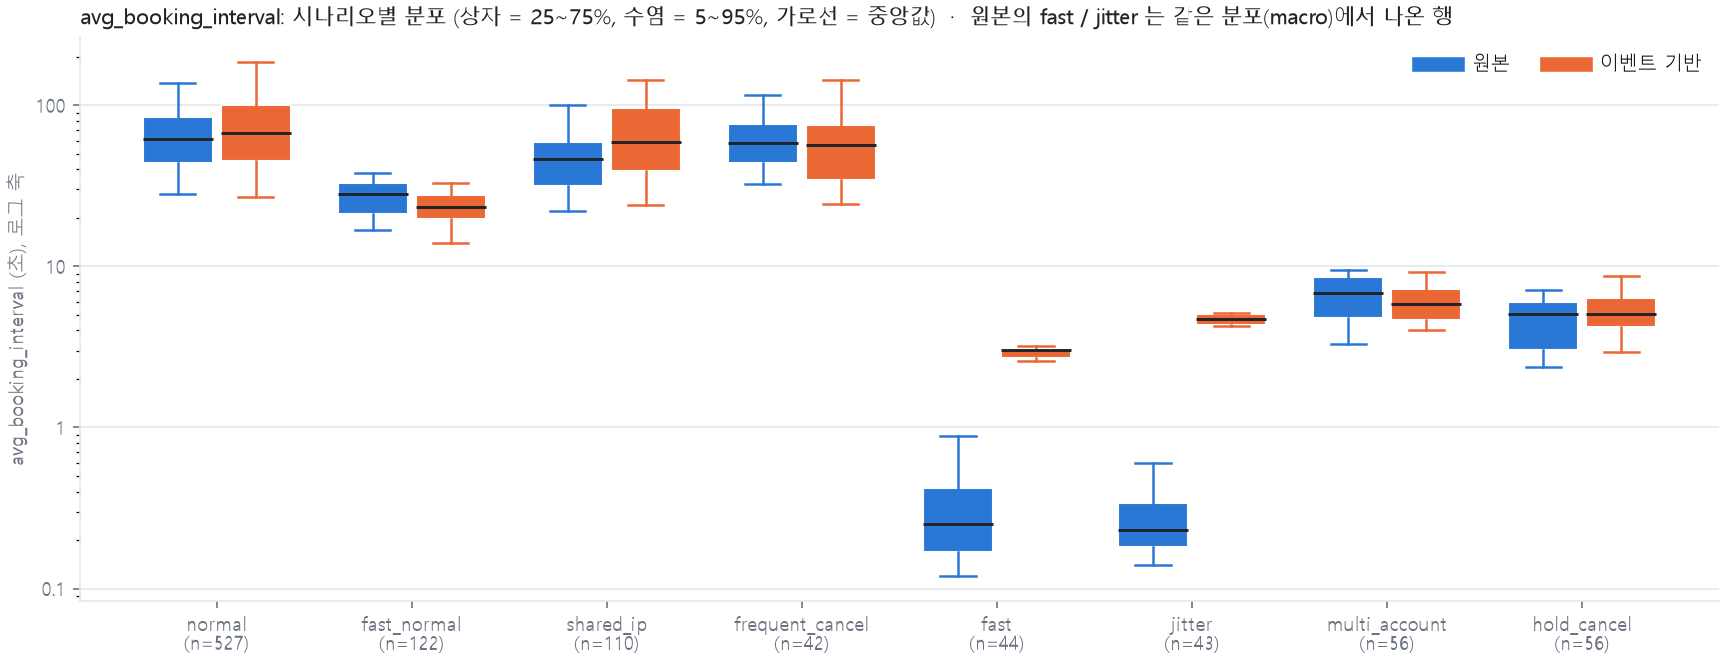 avg_booking_interval: 시나리오별 분포 (상자 = 25~75%, 수염 = 5~95%, 가로선 = 중앙값) · 원본의 fast / jitter 는 같은 분포(macro)에서 나온 행
원본
이벤트 기반
avg_booking_interval (초), 로그 축
100
10
1
0.1
normal
(n=527)
fast_normal
(n=122)
shared_ip
(n=110)
frequent_cancel
(n=42)
fast
(n=44)
jitter
(n=43)
multi_account
(n=56)
hold_cancel
(n=56)